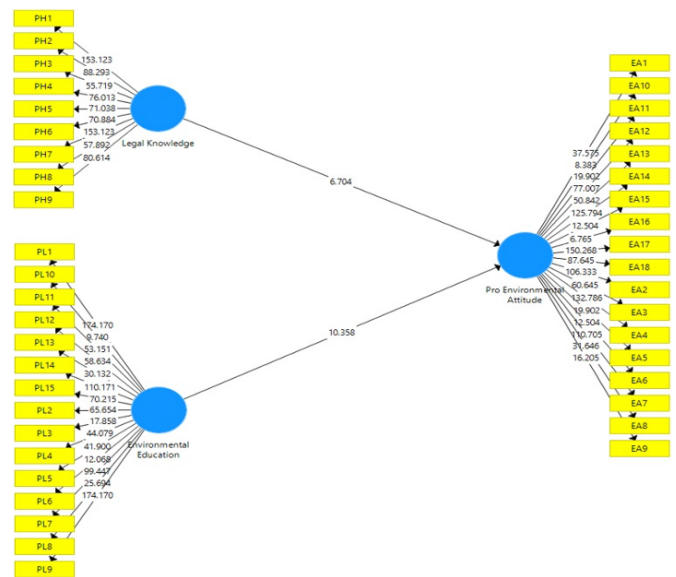 PH1
PH2
PH3
PH4
PH5
PH6
PH7
PH8
PH9
153.123
88.293
55.719
76.013
71.038
70.884
153.123
57.892
80.614
Legal Knowledge
6.704
PL1
PL10
PL11
PL12
PL13
PL14
PL15
PL2
PL3
PL4
PL5
PL6
PL7
PL8
PL9
174.170
9.740
53.151
58.634
30.132
110.171
70.215
65.654
17.858
44.079
41.900
12.068
99.447
25.694
174.170
Environmental
Education
10.358
Pro Environmental
Attitude
37.575
8.383
19.902
77.007
50.842
125.794
12.504
6.765
150.268
87.645
106.333
60.645
132.786
19.902
12.504
110.705
31.646
16.205
EA1
EA10
EA11
EA12
EA13
EA14
EA15
EA16
EA17
EA18
EA2
EA3
EA4
EA5
EA6
EA7
EA8
EA9